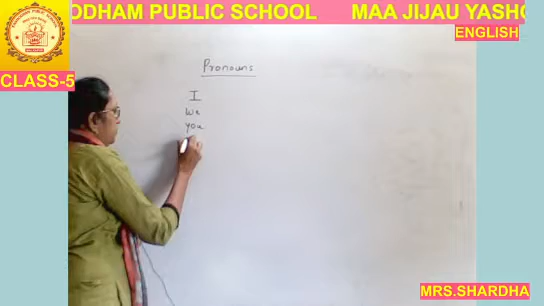 ODHAM PUBLIC SCHOOL MAA JIJAU YASHO
ENGLISH
CLASS-5
Pronouns
I
We
You
MRS.SHARDHA